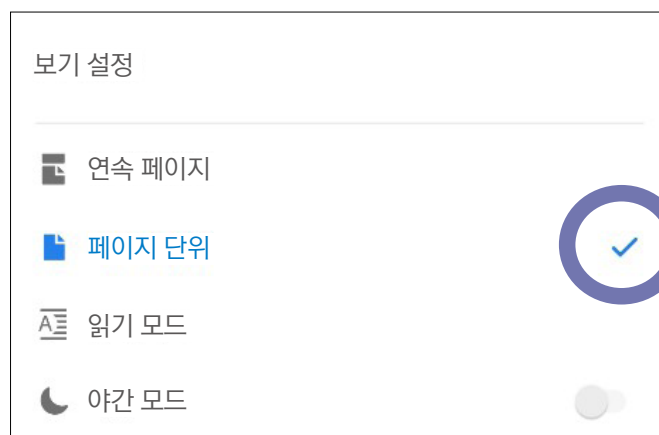 보기 설정
연속 페이지
페이지 단위
읽기 모드
야간 모드